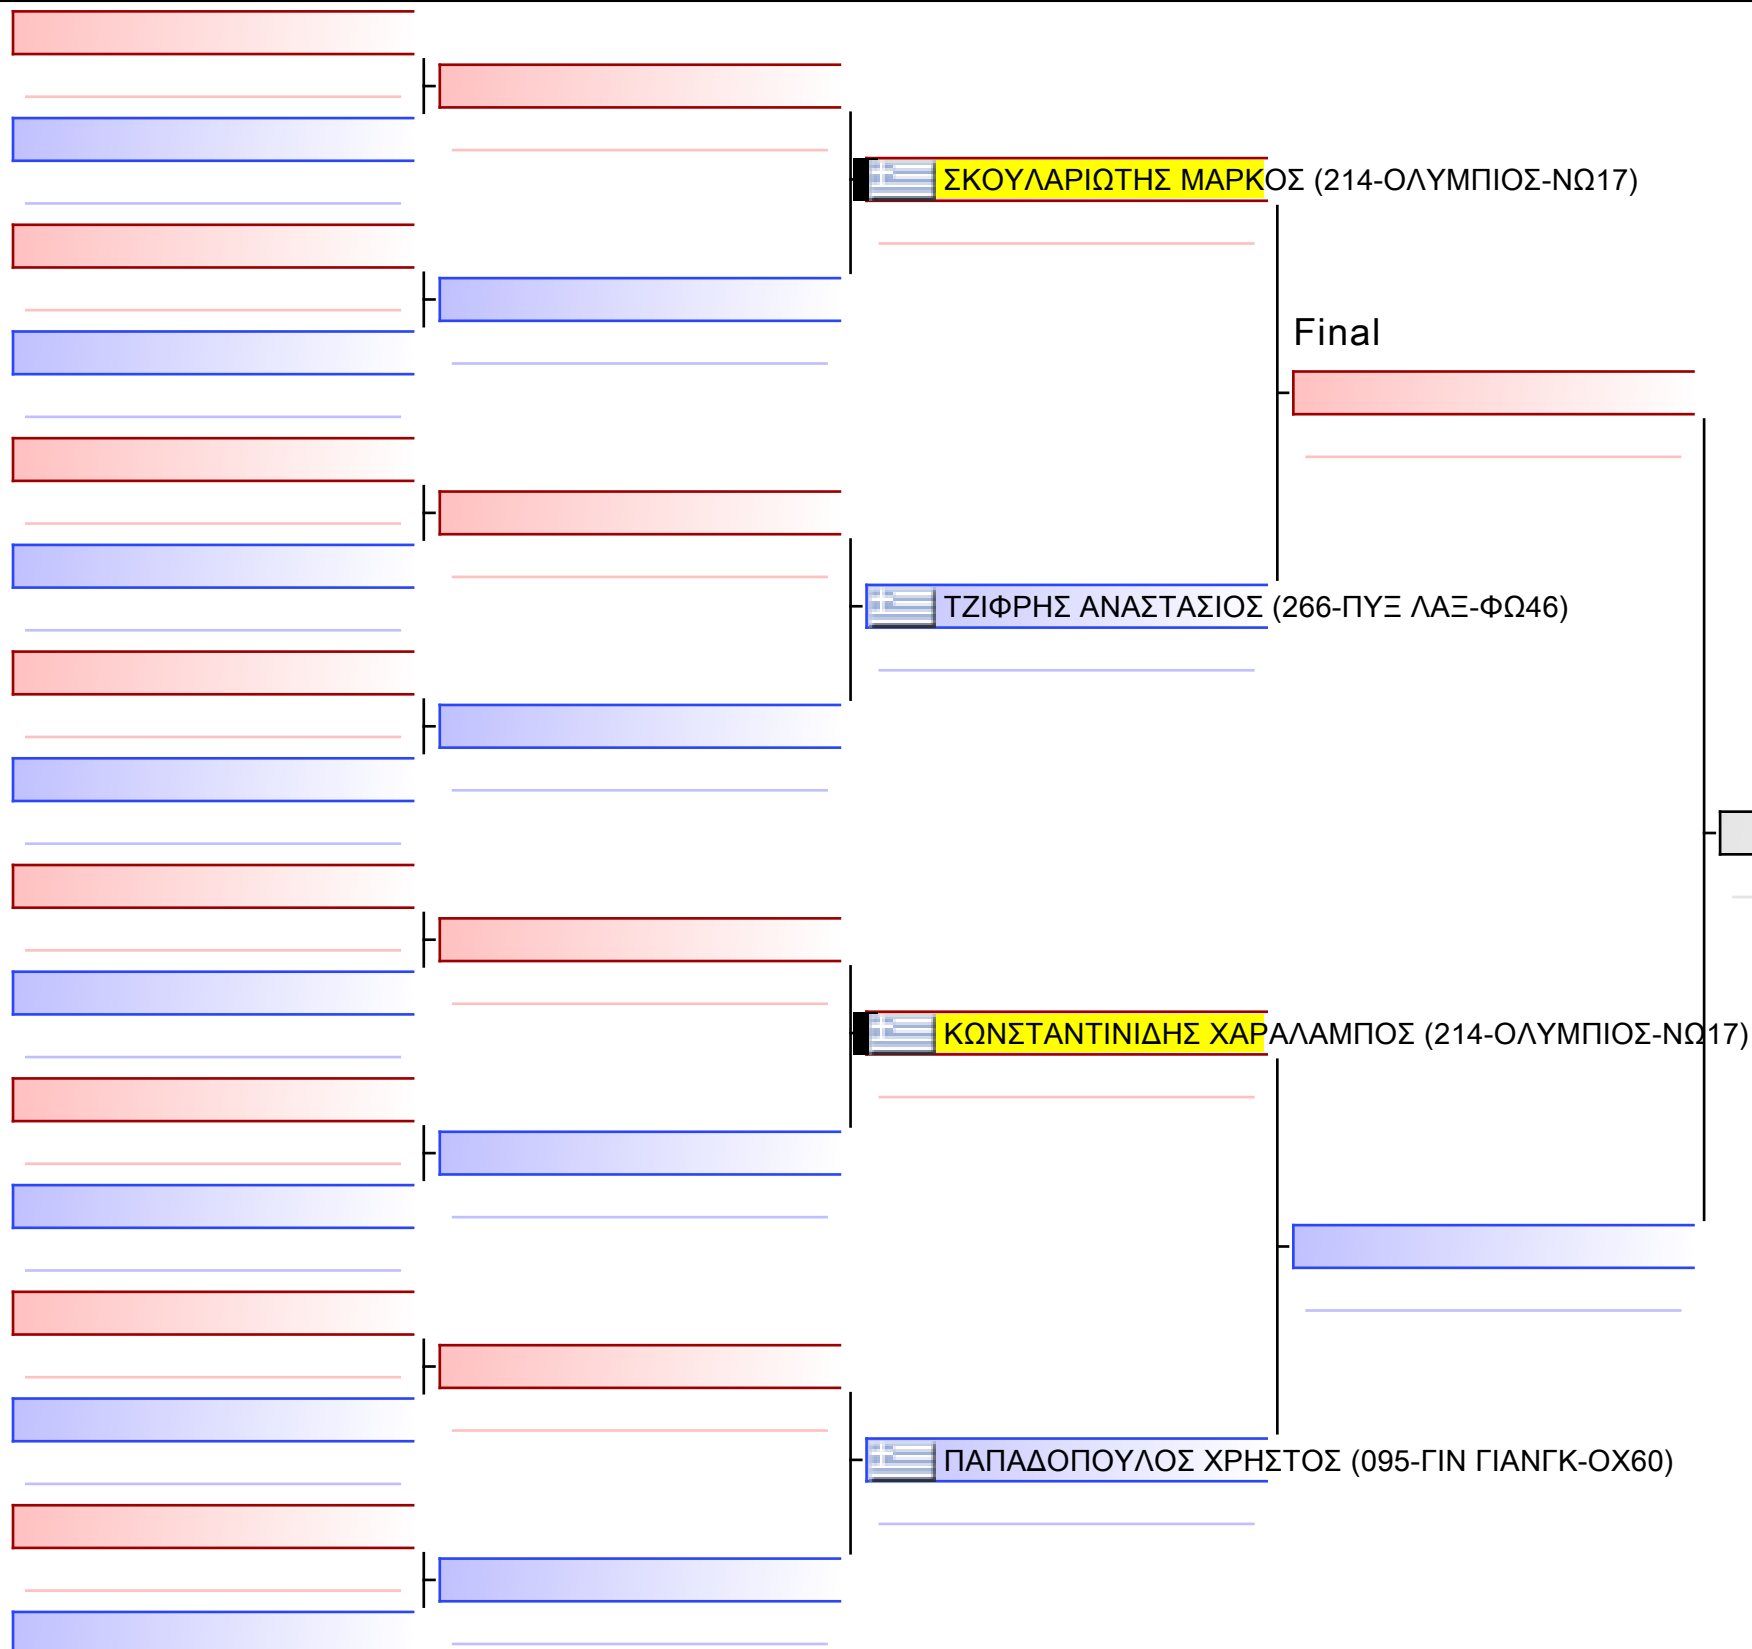 ΣΚΟΥΛΑΡΙΩΤΗΣ ΜΑΡΚΟΣ (214-ΟΛΥΜΠΙΟΣ-ΝΩ17)
Final
ΤΖΙΦΡΗΣ ΑΝΑΣΤΑΣΙΟΣ (266-ΠΥΞ ΛΑΞ-ΦΩ46)
ΚΩΝΣΤΑΝΤΙΝΙΔΗΣ ΧΑΡΑΛΑΜΠΟΣ (214-ΟΛΥΜΠΙΟΣ-ΝΩ17)
ΠΑΠΑΔΟΠΟΥΛΟΣ ΧΡΗΣΤΟΣ (095-ΓΙΝ ΓΙΑΝΓΚ-ΟΧ60)